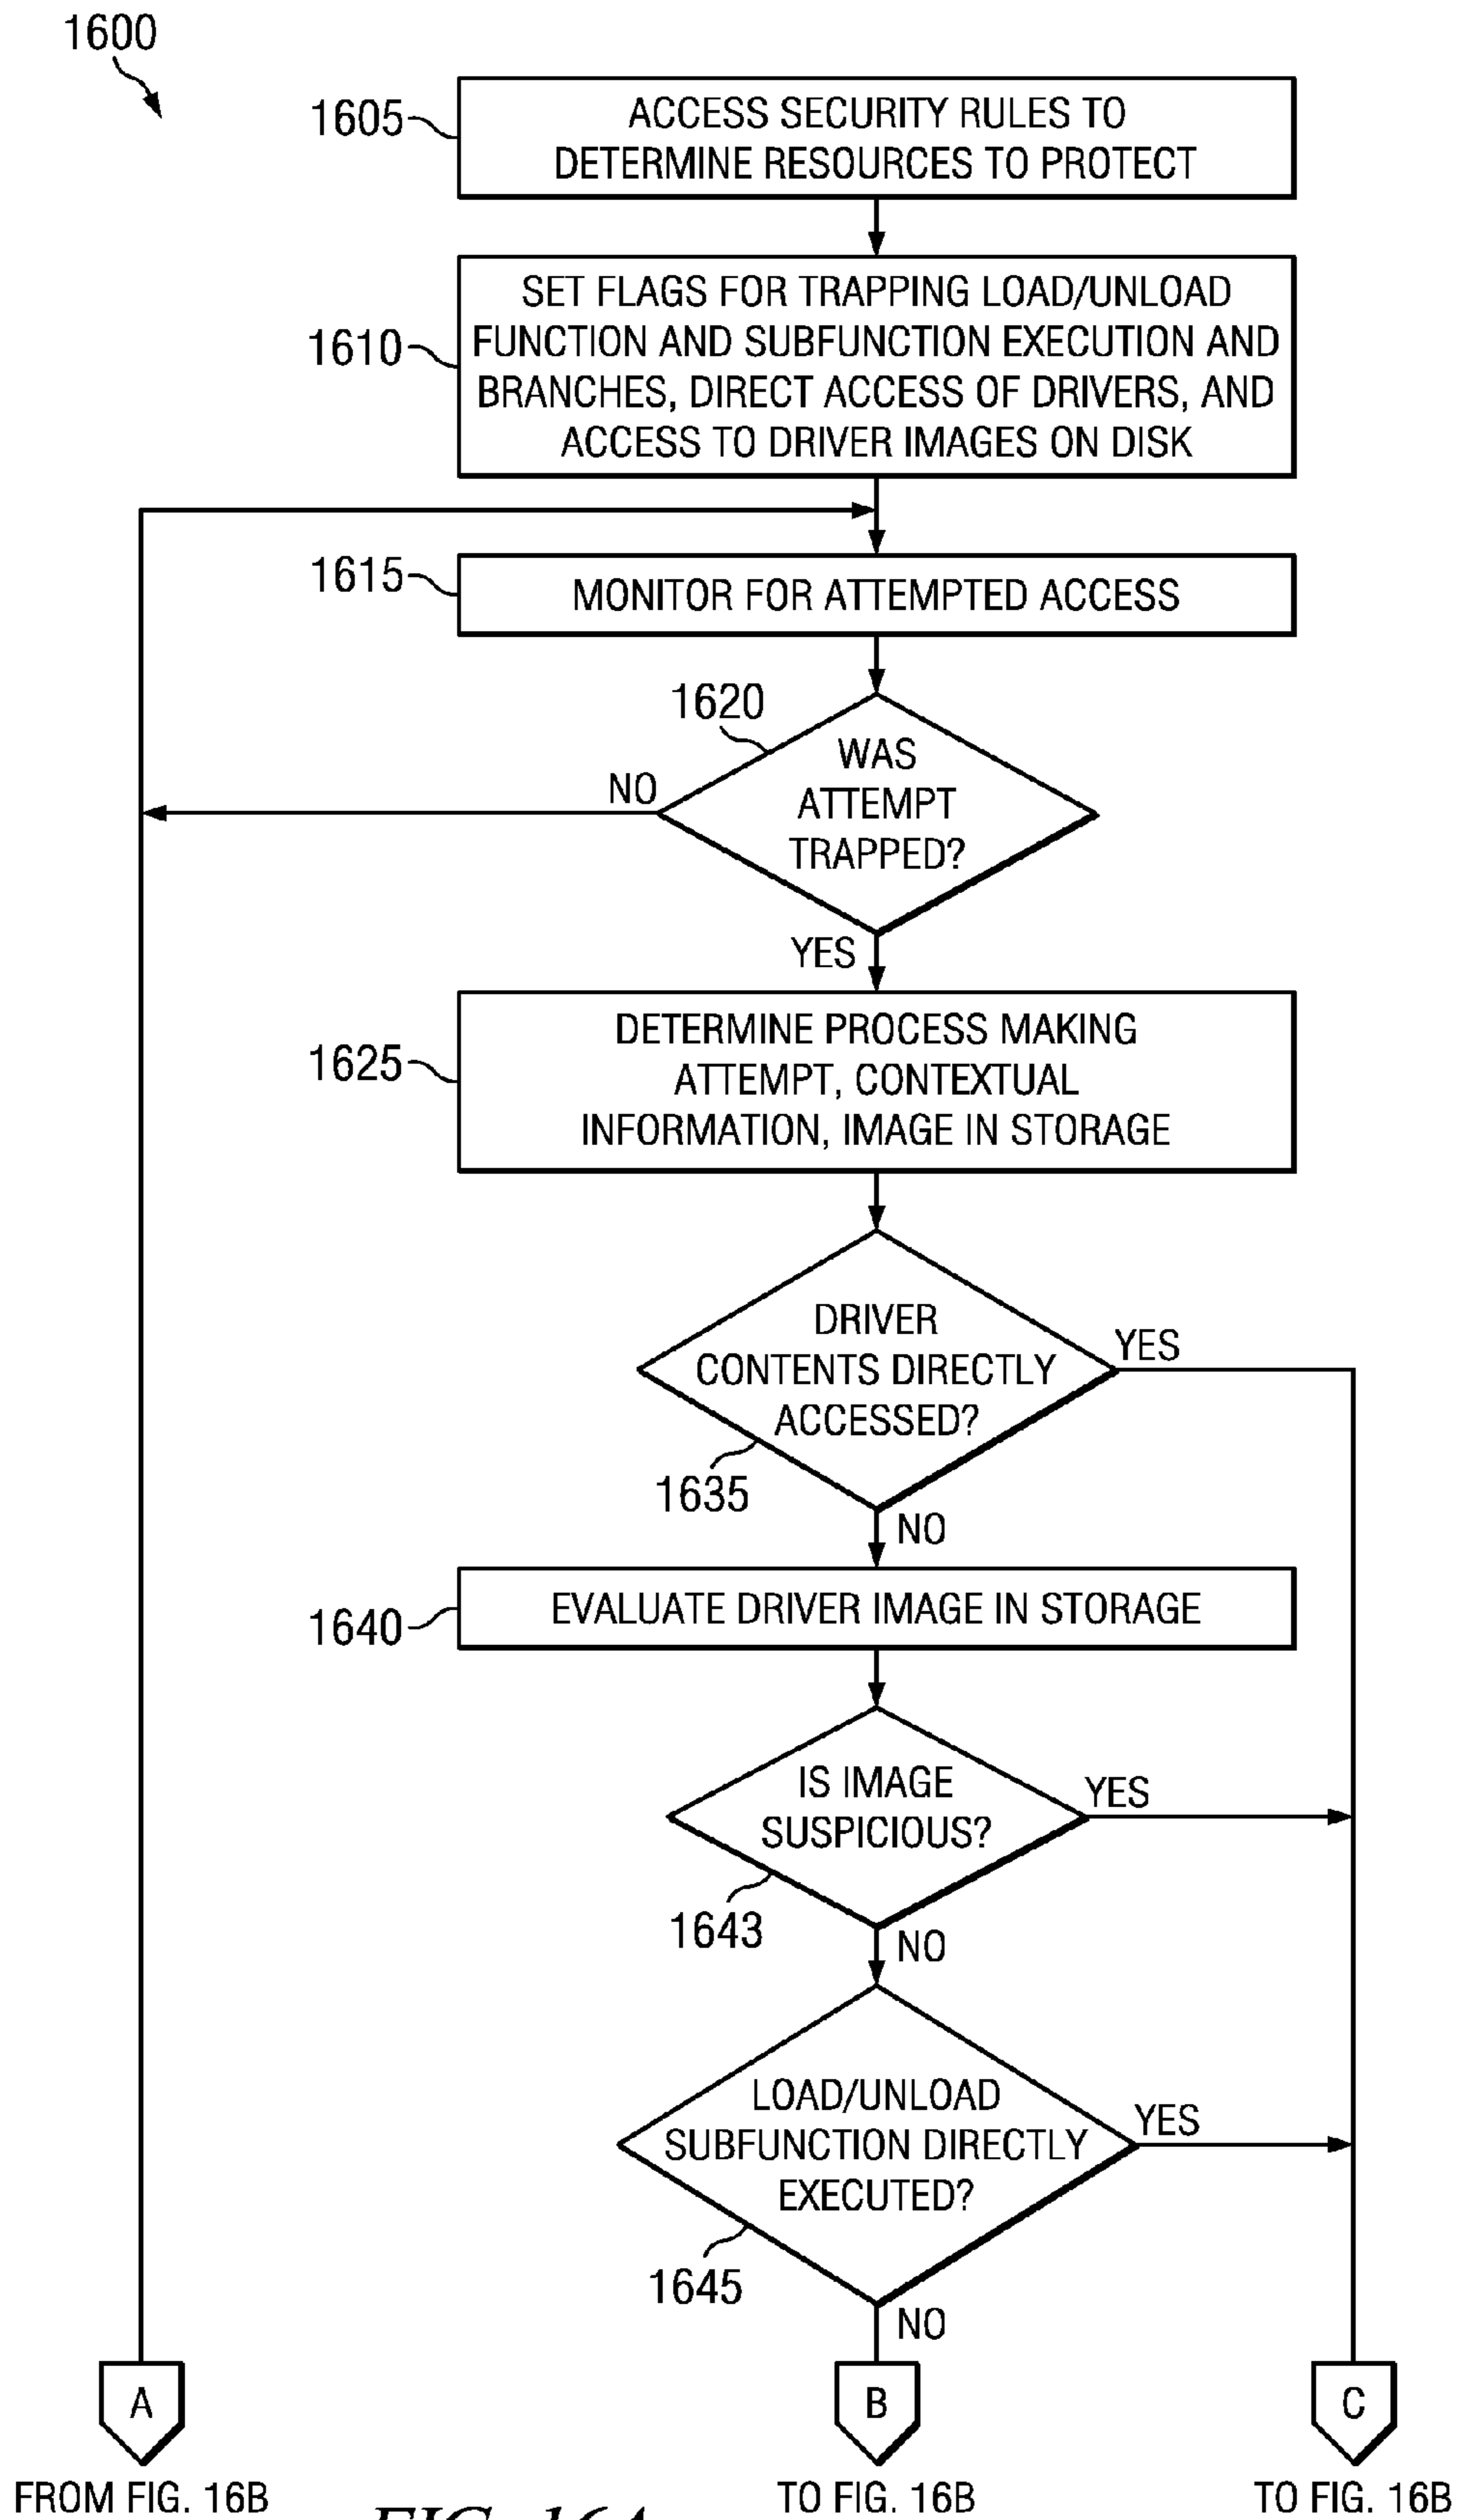 1600
1605
ACCESS SECURITY RULES TO
DETERMINE RESOURCES TO PROTECT
1610
SET FLAGS FOR TRAPPING LOAD/UNLOAD
FUNCTION AND SUBFUNCTION EXECUTION AND
BRANCHES, DIRECT ACCESS OF DRIVERS, AND
ACCESS TO DRIVER IMAGES ON DISK
1615
MONITOR FOR ATTEMPTED ACCESS
1620
WAS
ATTEMPT
TRAPPED?
NO
YES
1625
DETERMINE PROCESS MAKING
ATTEMPT, CONTEXTUAL
INFORMATION, IMAGE IN STORAGE
DRIVER
CONTENTS DIRECTLY
ACCESSED?
YES
1635
NO
1640
EVALUATE DRIVER IMAGE IN STORAGE
IS IMAGE
SUSPICIOUS?
YES
1643
NO
LOAD/UNLOAD
SUBFUNCTION DIRECTLY
EXECUTED?
YES
1645
NO
A
B
C
FROM FIG. 16B
TO FIG. 16B
TO FIG. 16B
FIG. 16A